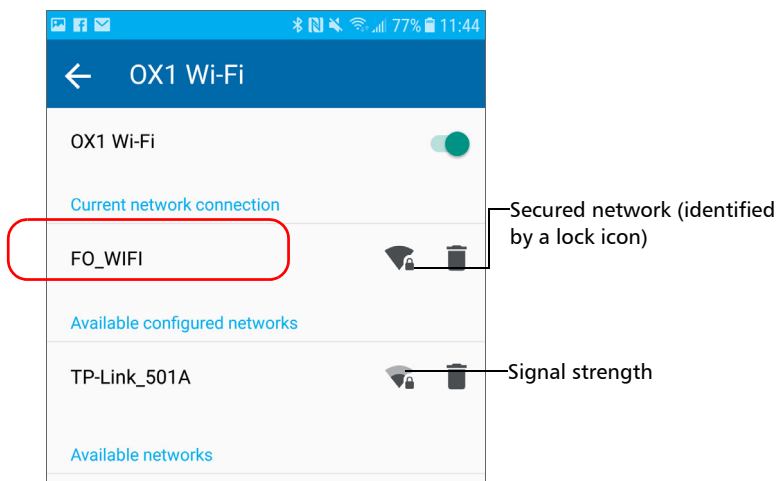 77% 11:44
OX1 Wi-Fi
OX1 Wi-Fi
Current network connection
Secured network (identified
by a lock icon)
FO_WIFI
Available configured networks
TP-Link_501A
Signal strength
Available networks